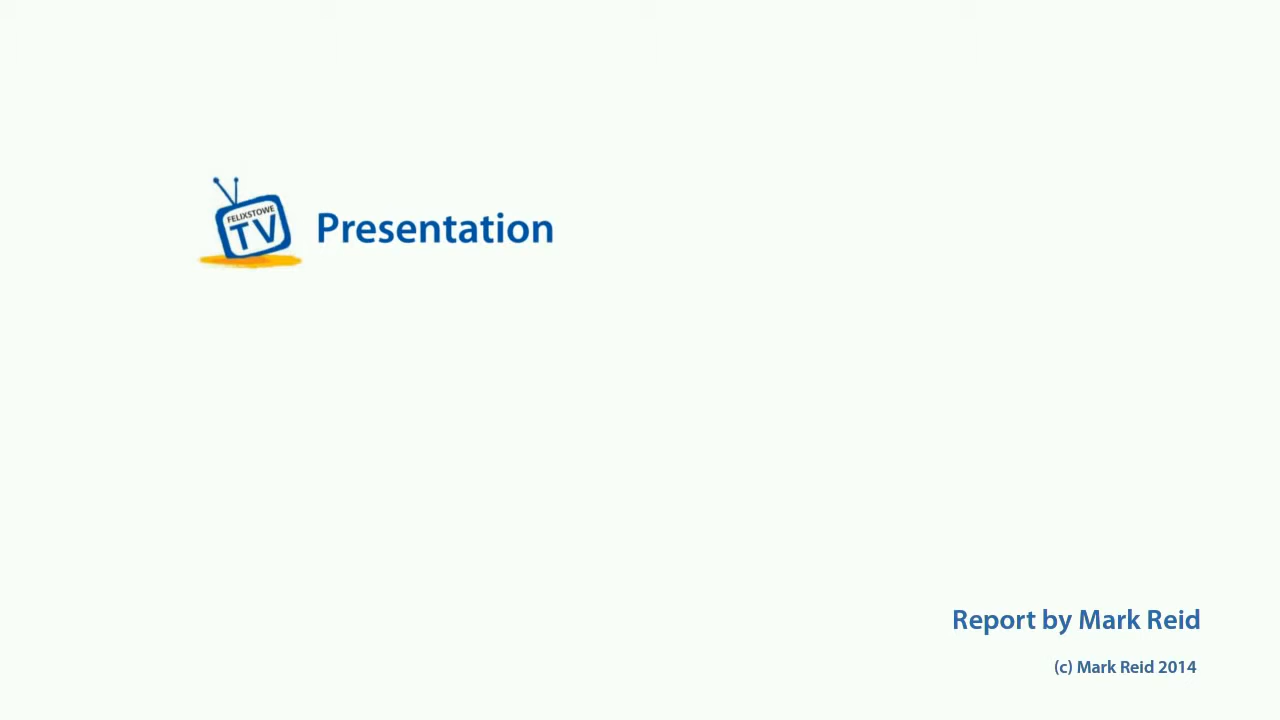 FELIXSTOWE
TV
Presentation
Report by Mark Reid
(c) Mark Reid 2014